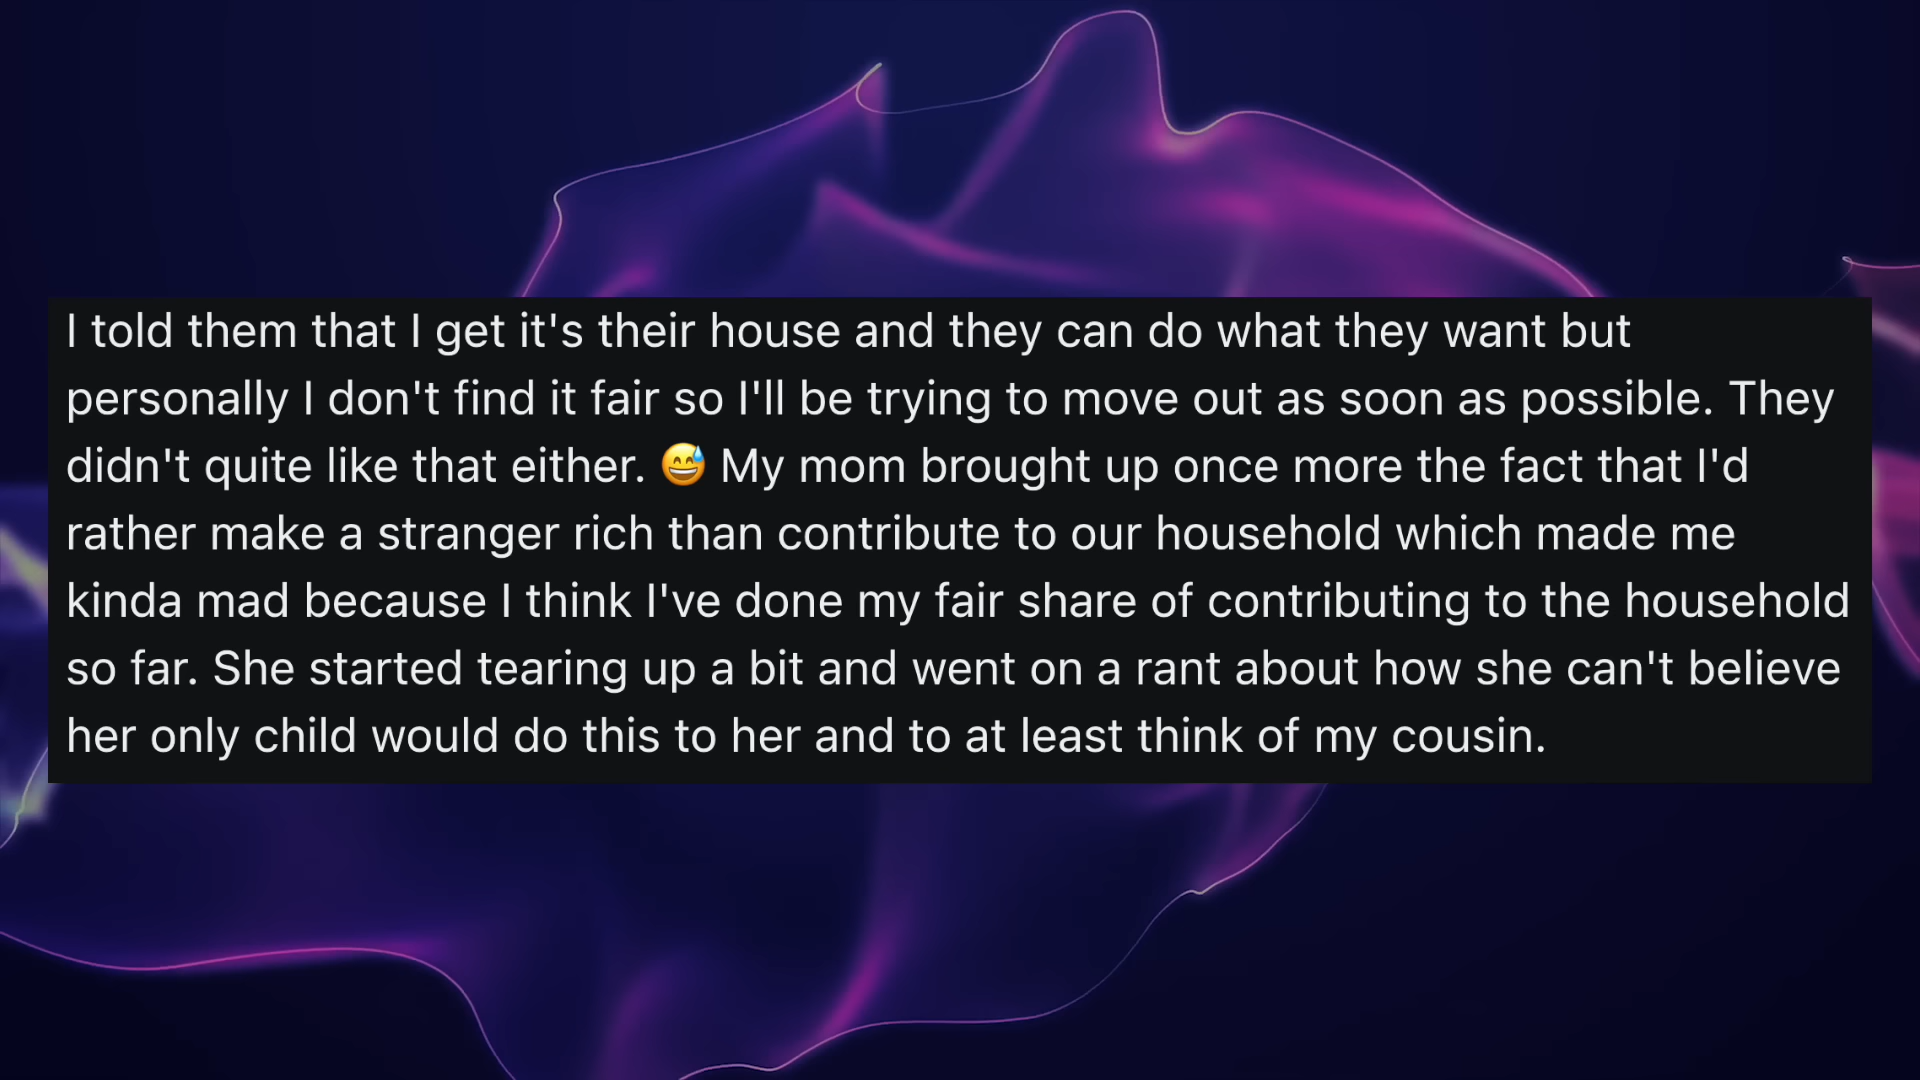 I told them that I get it's their house and they can do what they want but
personally I don't find it fair so I'll be trying to move out as soon as possible. They
didn't quite like that either. 😅 My mom brought up once more the fact that I'd
rather make a stranger rich than contribute to our household which made me
kinda mad because I think I've done my fair share of contributing to the household
so far. She started tearing up a bit and went on a rant about how she can't believe
her only child would do this to her and to at least think of my cousin.